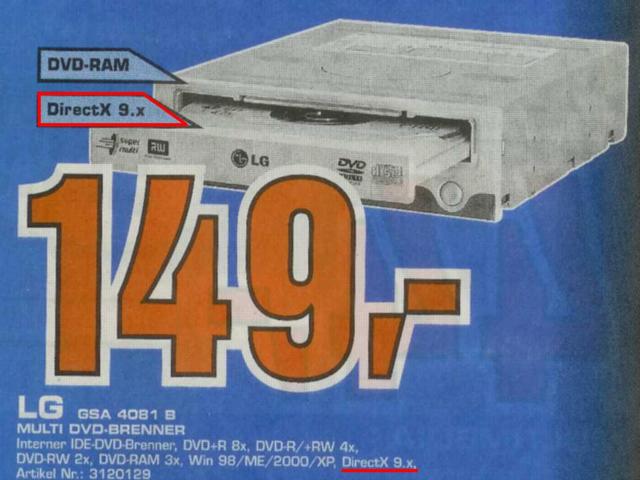 DVD-RAM
DirectX 9.x
super multi
RW
LG
DVD
149,-
LG GSA 4081 B
MULTI DVD-BRENNER
Interner IDE-DVD-Brenner, DVD+R 8x, DVD-R/+RW 4x,
DVD-RW 2x, DVD-RAM 3x, Win 98/ME/2000/XP, DirectX 9.x,
Artikel Nr.: 3120129